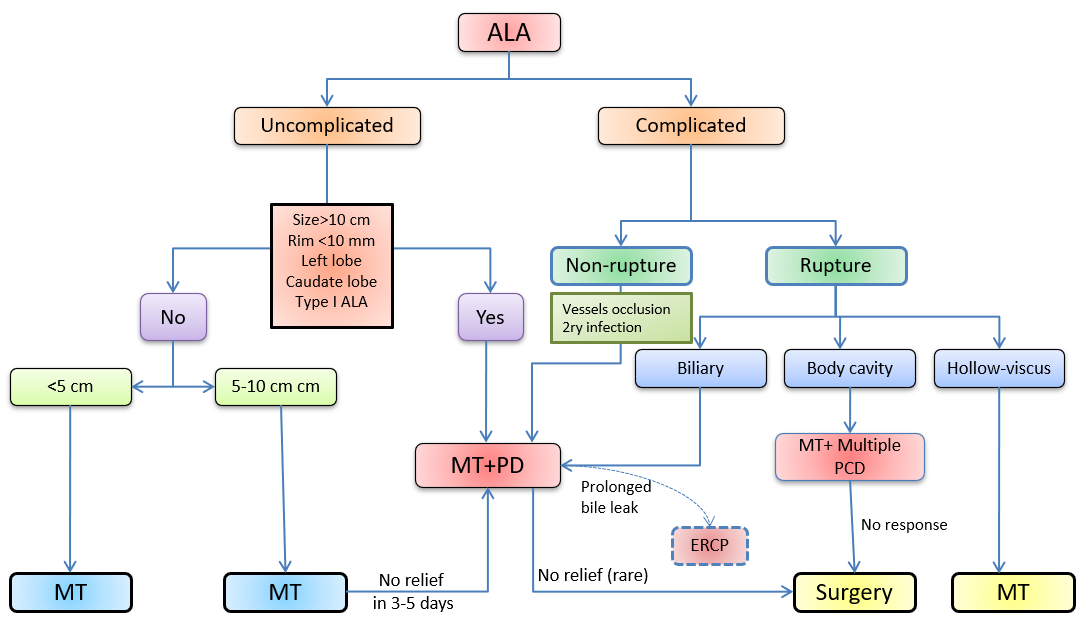 ALA
Uncomplicated
Complicated
Size>10 cm
Rim <10 mm
Left lobe
Caudate lobe
Type I ALA
Non-rupture
Rupture
No
Yes
Vessels occlusion
2ry infection
Biliary
Body cavity
Hollow-viscus
<5 cm
5-10 cm cm
MT+PD
MT+ Multiple
PCD
Prolonged
bile leak
No response
ERCP
No relief
in 3-5 days
No relief (rare)
MT
MT
Surgery
MT